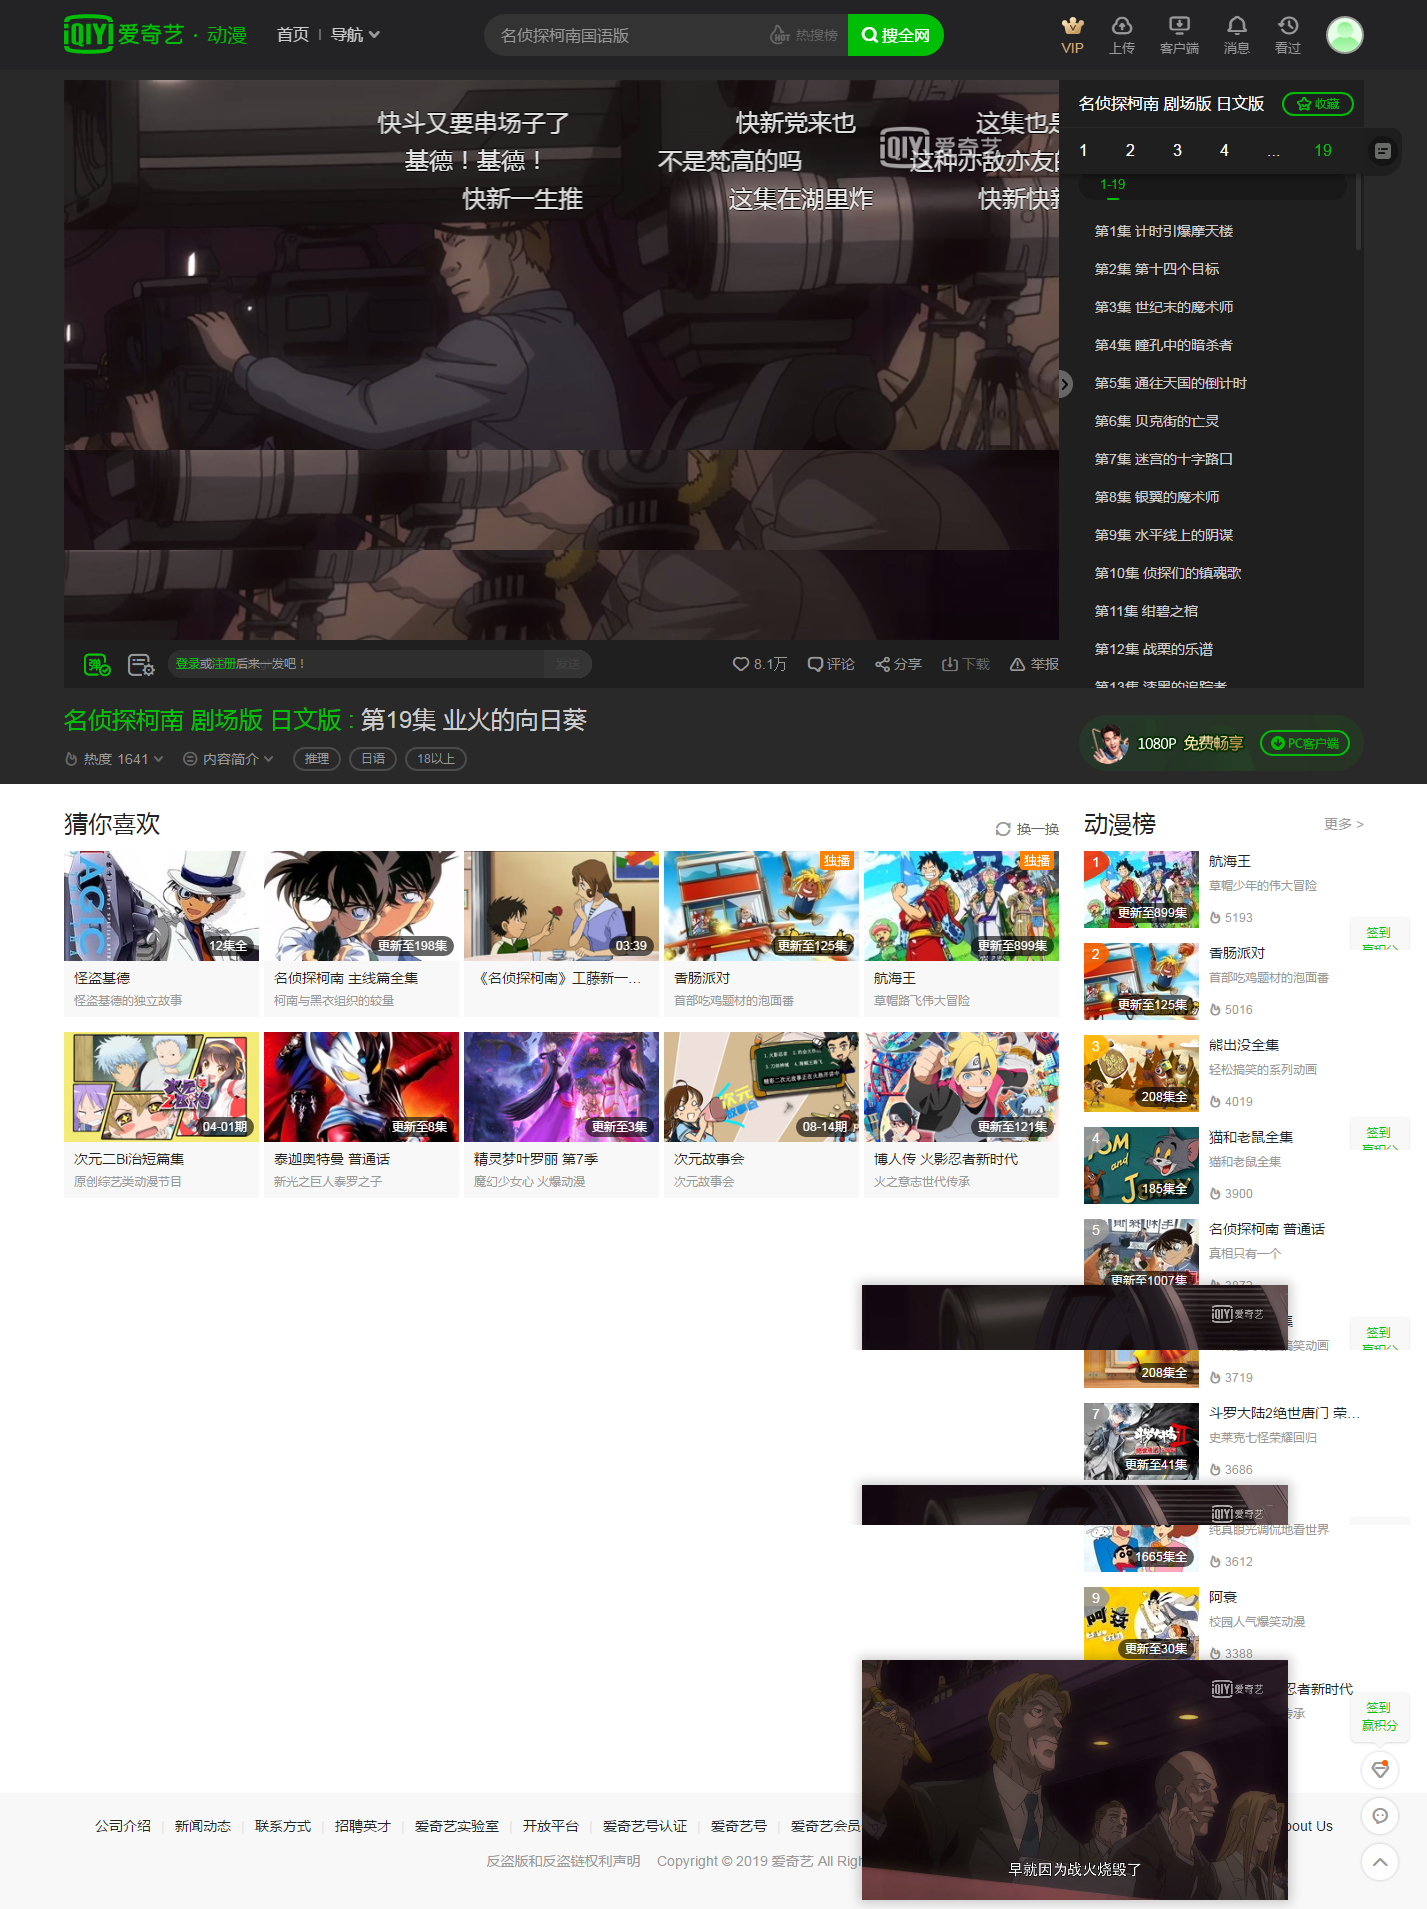 爱奇艺·动漫
首页
导航
名侦探柯南国语版
热搜榜
搜全网
VIP
上传
客户端
消息
看过
快斗又要串场子了
快新党来也
基德！基德！
不是梵高的吗
快新一生推
这集在湖里炸
爱奇艺
名侦探柯南 剧场版 日文版
收藏
1 2 3 4 ... 19
1-19
第1集 计时引爆摩天楼
第2集 第十四个目标
第3集 世纪末的魔术师
第4集 瞳孔中的暗杀者
第5集 通往天国的倒计时
第6集 贝克街的亡灵
第7集 迷宫的十字路口
第8集 银翼的魔术师
第9集 水平线上的阴谋
第10集 侦探们的镇魂歌
第11集 绀碧之棺
第12集 战栗的乐谱
第13集 漆黑的追踪者
登录或注册后来一发吧！
发送
8.1万
评论
分享
下载
举报
名侦探柯南 剧场版 日文版 : 第19集 业火的向日葵
热度 1641
内容简介
推理
日语
18以上
1080P 免费畅享
PC客户端
猜你喜欢
换一换
12集全
怪盗基德
怪盗基德的独立故事
更新至198集
名侦探柯南 主线篇全集
柯南与黑衣组织的较量
03:39
《名侦探柯南》工藤新一…
独播
更新至125集
香肠派对
首部吃鸡题材的泡面番
独播
更新至899集
航海王
草帽路飞伟大冒险
04-01期
次元二Bi治短篇集
原创综艺类动漫节目
更新至8集
泰迦奥特曼 普通话
新光之巨人泰罗之子
更新至3集
精灵梦叶罗丽 第7季
魔幻少女心 火爆动漫
08-14期
次元故事会
次元故事会
更新至121集
博人传 火影忍者新时代
火之意志世代传承
动漫榜
更多 >
1
更新至899集
航海王
草帽少年的伟大冒险
5193
2
更新至125集
香肠派对
首部吃鸡题材的泡面番
5016
3
208集全
熊出没全集
轻松搞笑的系列动画
4019
4
185集全
猫和老鼠全集
猫和老鼠全集
3900
5
更新至1007集
名侦探柯南 普通话
真相只有一个
爱奇艺
搞笑动画
208集全
3719
7
更新至41集
斗罗大陆2绝世唐门 荣…
史莱克七怪荣耀回归
3686
爱奇艺
纯真眼光调侃地看世界
1665集全
3612
9
更新至30集
阿衰
校园人气爆笑动漫
3388
忍者新时代
传承
签到
签到
签到
签到
赢积分
爱奇艺
早就因为战火烧毁了
公司介绍
新闻动态
联系方式
招聘英才
爱奇艺实验室
开放平台
爱奇艺号认证
爱奇艺号
爱奇艺会员
bout Us
反盗版和反盗链权利声明
Copyright © 2019 爱奇艺 All Righ